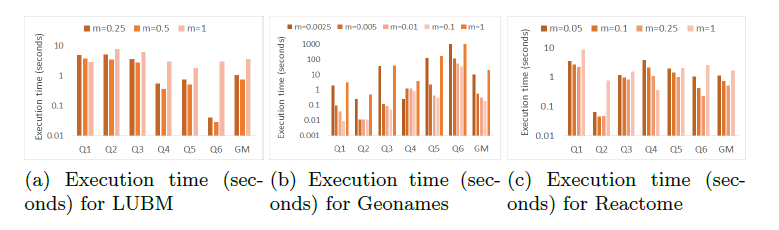 m=0.25 m=0.5 m=1
Execution time (seconds)
10
1
0.1
0.01
Q1 Q2 Q3 Q4 Q5 Q6 GM
(a) Execution time (sec-
onds) for LUBM
m=0.0025 m=0.005 m=0.01 m=0.1 m=1
Execution time (seconds)
1000
100
10
1
0.1
0.01
0.001
Q1 Q2 Q3 Q4 Q5 Q6 GM
(b) Execution time (sec-
onds) for Geonames
m=0.05 m=0.1 m=0.25 m=1
Execution time (seconds)
10
1
0.1
0.01
Q1 Q2 Q3 Q4 Q5 Q6 GM
(c) Execution time (sec-
onds) for Reactome